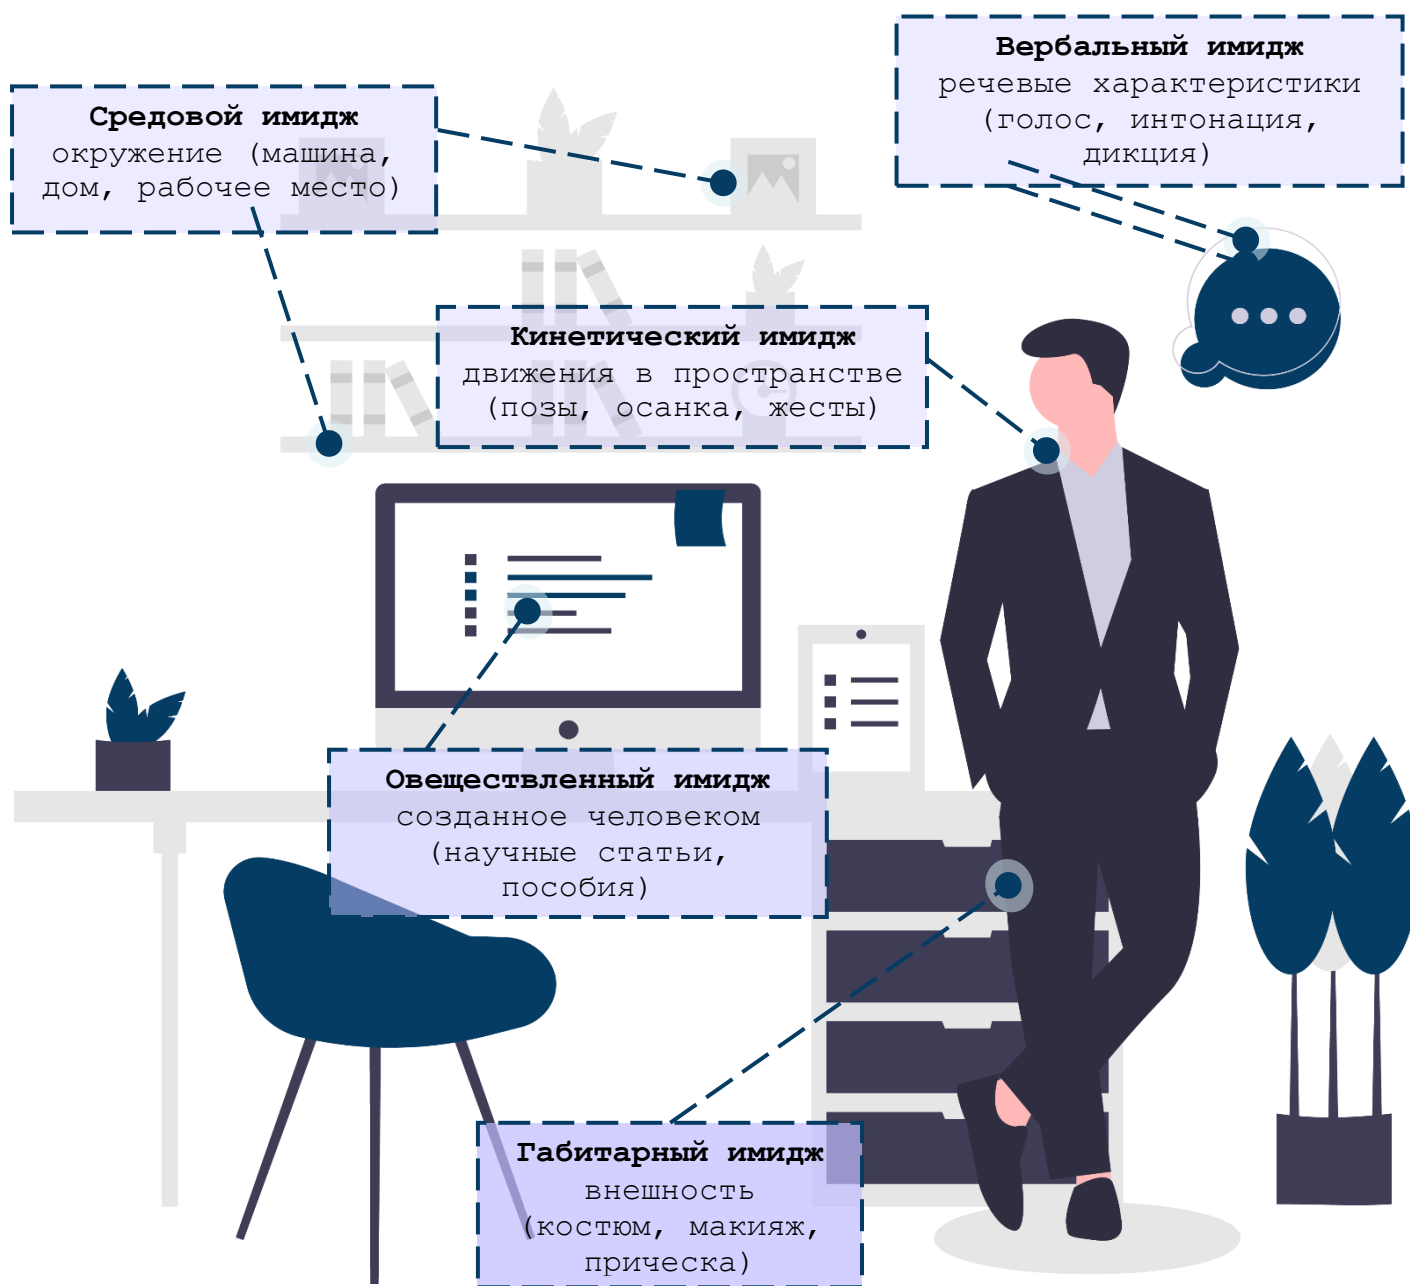 Вербальный имидж
речевые характеристики
(голос, интонация,
дикция)
Средовой имидж
окружение (машина,
дом, рабочее место)
Кинетический имидж
движения в пространстве
(позы, осанка, жесты)
Овеществленный имидж
созданное человеком
(научные статьи,
пособия)
Габитарный имидж
внешность
(костюм, макияж,
прическа)